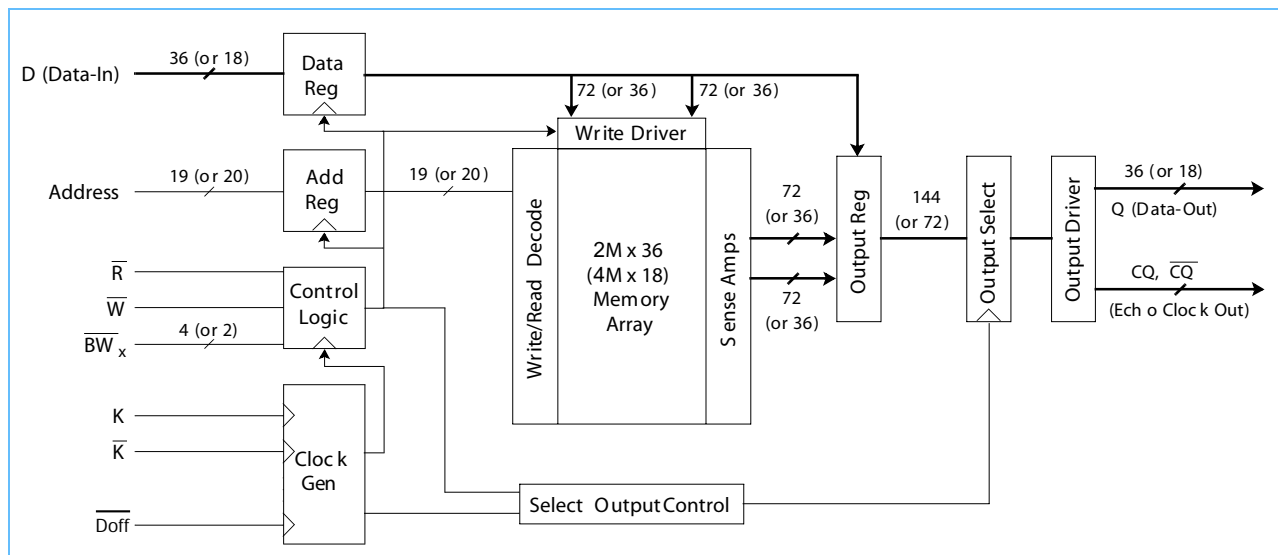 D (Data-In)
36 (or 18)
Data
Reg
72 (or 36)
72 (or 36)
Write Driver
Address
19 (or 20)
Add
Reg
19 (or 20)
Write/Read Decode
2M x 36
(4M x 18)
Memory
Array
Sense Amps
72
(or 36)
72
(or 36)
Output Reg
144
(or 72)
Output Select
Output Driver
36 (or 18)
Q (Data-Out)
CQ, C̅Q̅
(Echo Clock Out)
R̅
W̅
B̅W̅x
4 (or 2)
Control
Logic
K
K̅
D̅o̅f̅f̅
Clock
Gen
Select Output Control